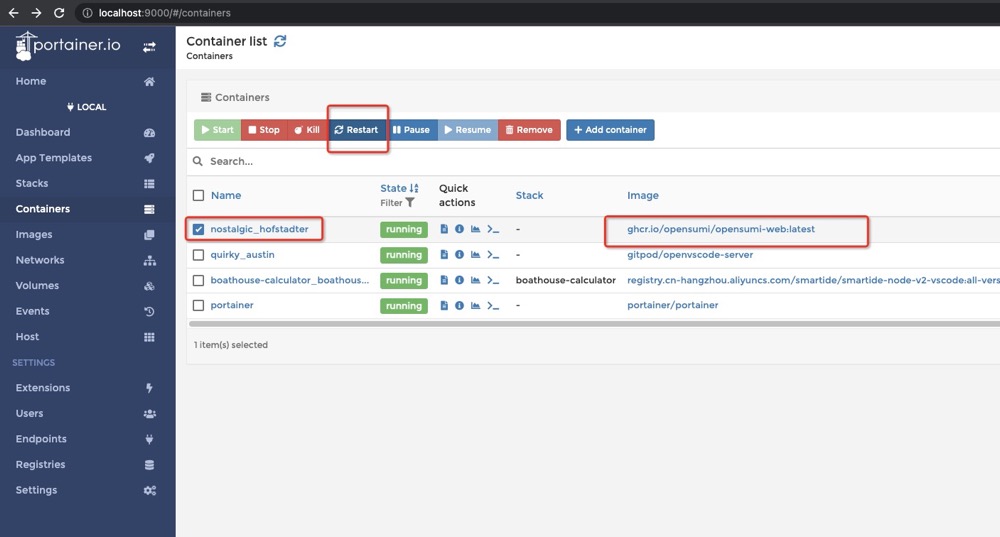 localhost:9000/#/containers
portainer.io
Home
LOCAL
Dashboard
App Templates
Stacks
Containers
Images
Networks
Volumes
Events
Host
SETTINGS
Extensions
Users
Endpoints
Registries
Settings
Container list
Containers
Containers
Start Stop Kill Restart Pause Resume Remove + Add container
Search...
Name State Filter Quick actions Stack Image
nostalgic_hofstadter running - ghcr.io/opensumi/opensumi-web:latest
quirky_austin running - gitpod/openvscode-server
boathouse-calculator_boathous... running boathouse-calculator registry.cn-hangzhou.aliyuncs.com/smartide/smartide-node-v2-vscode:all-vers
portainer running - portainer/portainer
1 item(s) selected